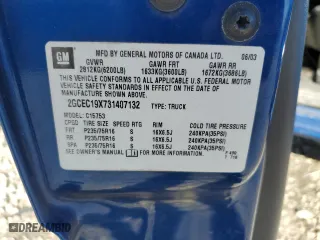 GM
MFD BY GENERAL MOTORS OF CANADA LTD. 06/03
GVWR GAWR FRT GAWR RR
2812KG(6200LB) 1633KG(3600LB) 1672KG(3686LB)
THIS VEHICLE CONFORMS TO ALL APPLICABLE U.S. FEDERAL MOTOR
VEHICLE SAFETY STANDARDS IN EFFECT ON THE DATE OF
MANUFACTURE SHOWN ABOVE.
2GCEC19X731407132 TYPE: TRUCK
MODEL: C15753
TIRE SIZE SPEED RTG RIM COLD TIRE PRESSURE
FRT P235/75R16 S 16X6.5J 240KPA(35PSI)
RR P235/75R16 S 16X6.5J 240KPA(35PSI)
SPA P235/75R16 S 16X6.5J 240KPA(35PSI)
SEE OWNER'S MANUAL FOR ADDITIONAL INFORMATION